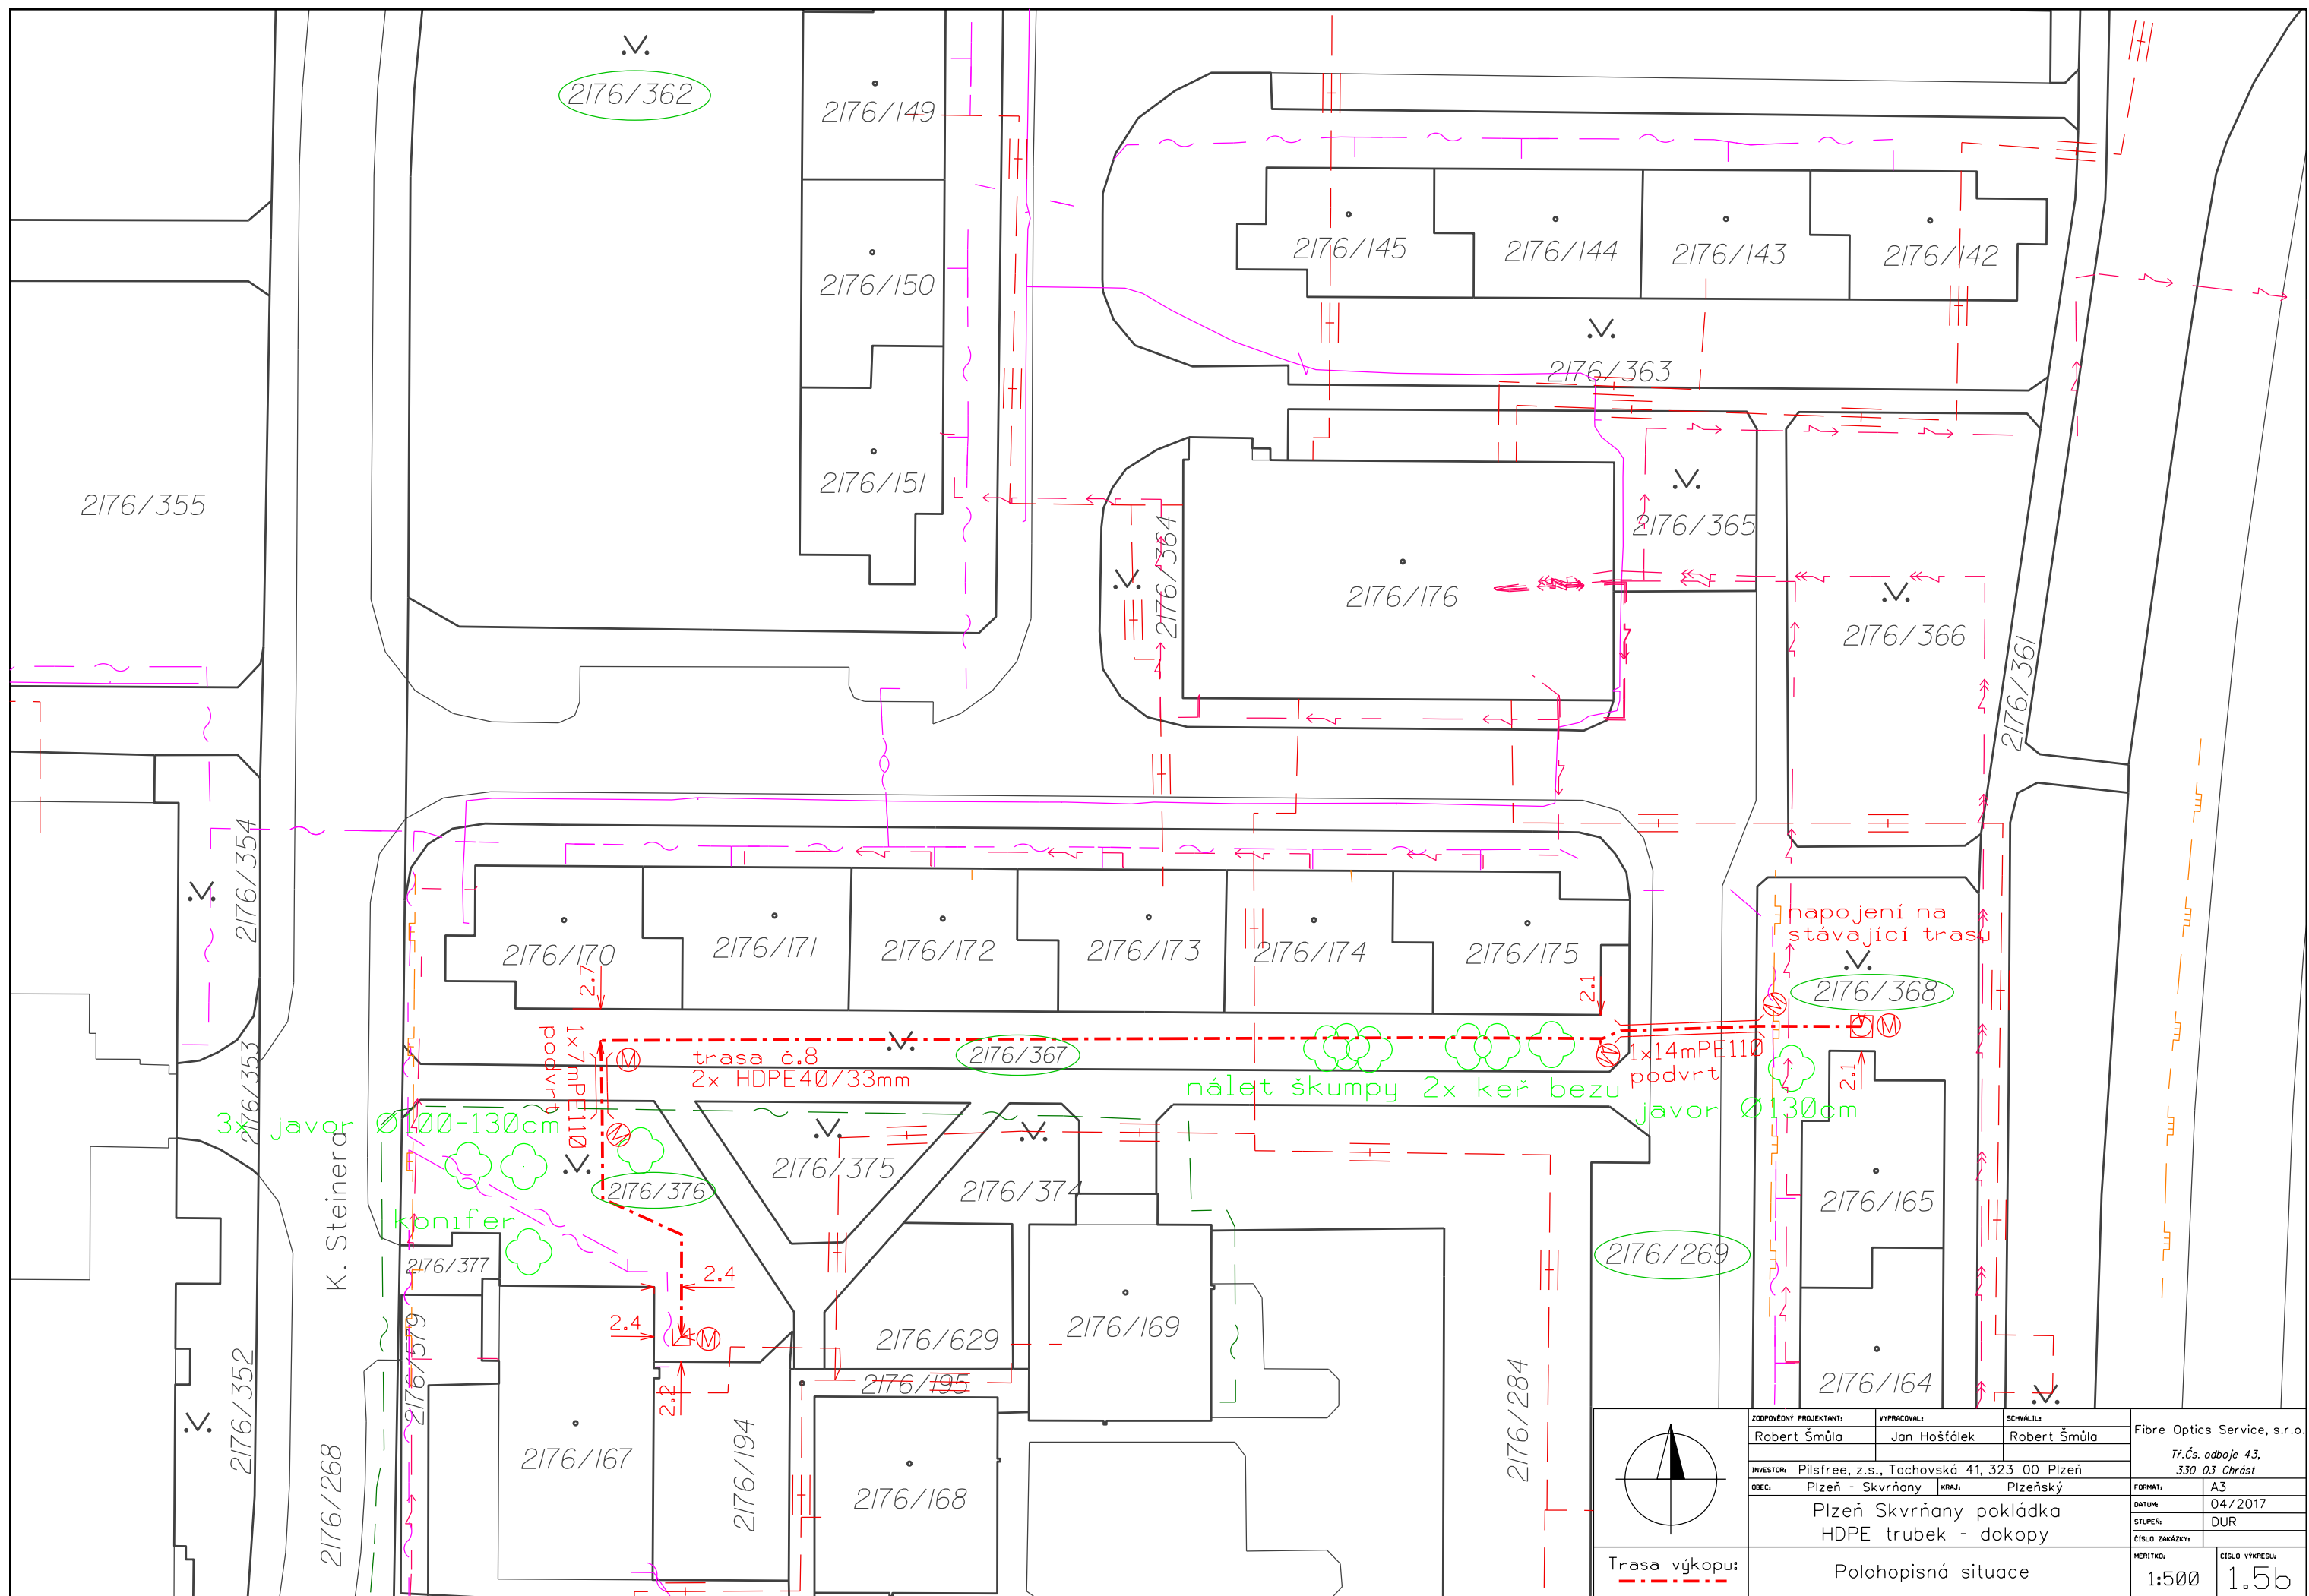 2176/362
2176/149
2176/150
2176/151
2176/145
2176/144
2176/143
2176/142
2176/363
2176/355
2176/364
2176/176
2176/365
2176/366
2176/361
2176/354
2176/353
2176/352
2176/170
2176/171
2176/172
2176/173
2176/174
2176/175
2.7
2.1
napojení na
stávající trasu
2176/368
M
M
1x7mPE110
podvrt
M
trasa č.8
2x HDPE40/33mm
2176/367
M
1x14mPE110
podvrt
nálet škumpy
2x keř bezu
javor Ø130cm
2.1
3x javor Ø100-130cm
M
K. Steinera
2176/376
2176/375
2176/374
konifer
2176/377
2176/165
2176/269
2.4
2.4
M
2.2
2176/579
2176/629
2176/169
2176/195
2176/164
2176/284
2176/268
2176/167
2176/194
2176/168
ZODPOVĚDNÝ PROJEKTANT:
VYPRACOVAL:
SCHVÁLIL:
Robert Šmůla
Jan Hošťálek
Robert Šmůla
Fibre Optics Service, s.r.o.
Tř.Čs. odboje 43,
330 03 Chrást
INVESTOR: Pilsfree, z.s., Tachovská 41, 323 00 Plzeň
OBEC: Plzeň - Skvrňany
KRAJ: Plzeňský
FORMÁT: A3
DATUM: 04/2017
STUPEŇ: DUR
ČÍSLO ZAKÁZKY:
Plzeň Skvrňany pokládka
HDPE trubek - dokopy
Trasa výkopu:
Polohopisná situace
MĚŘÍTKO: 1:500
ČÍSLO VÝKRESU: 1.5b